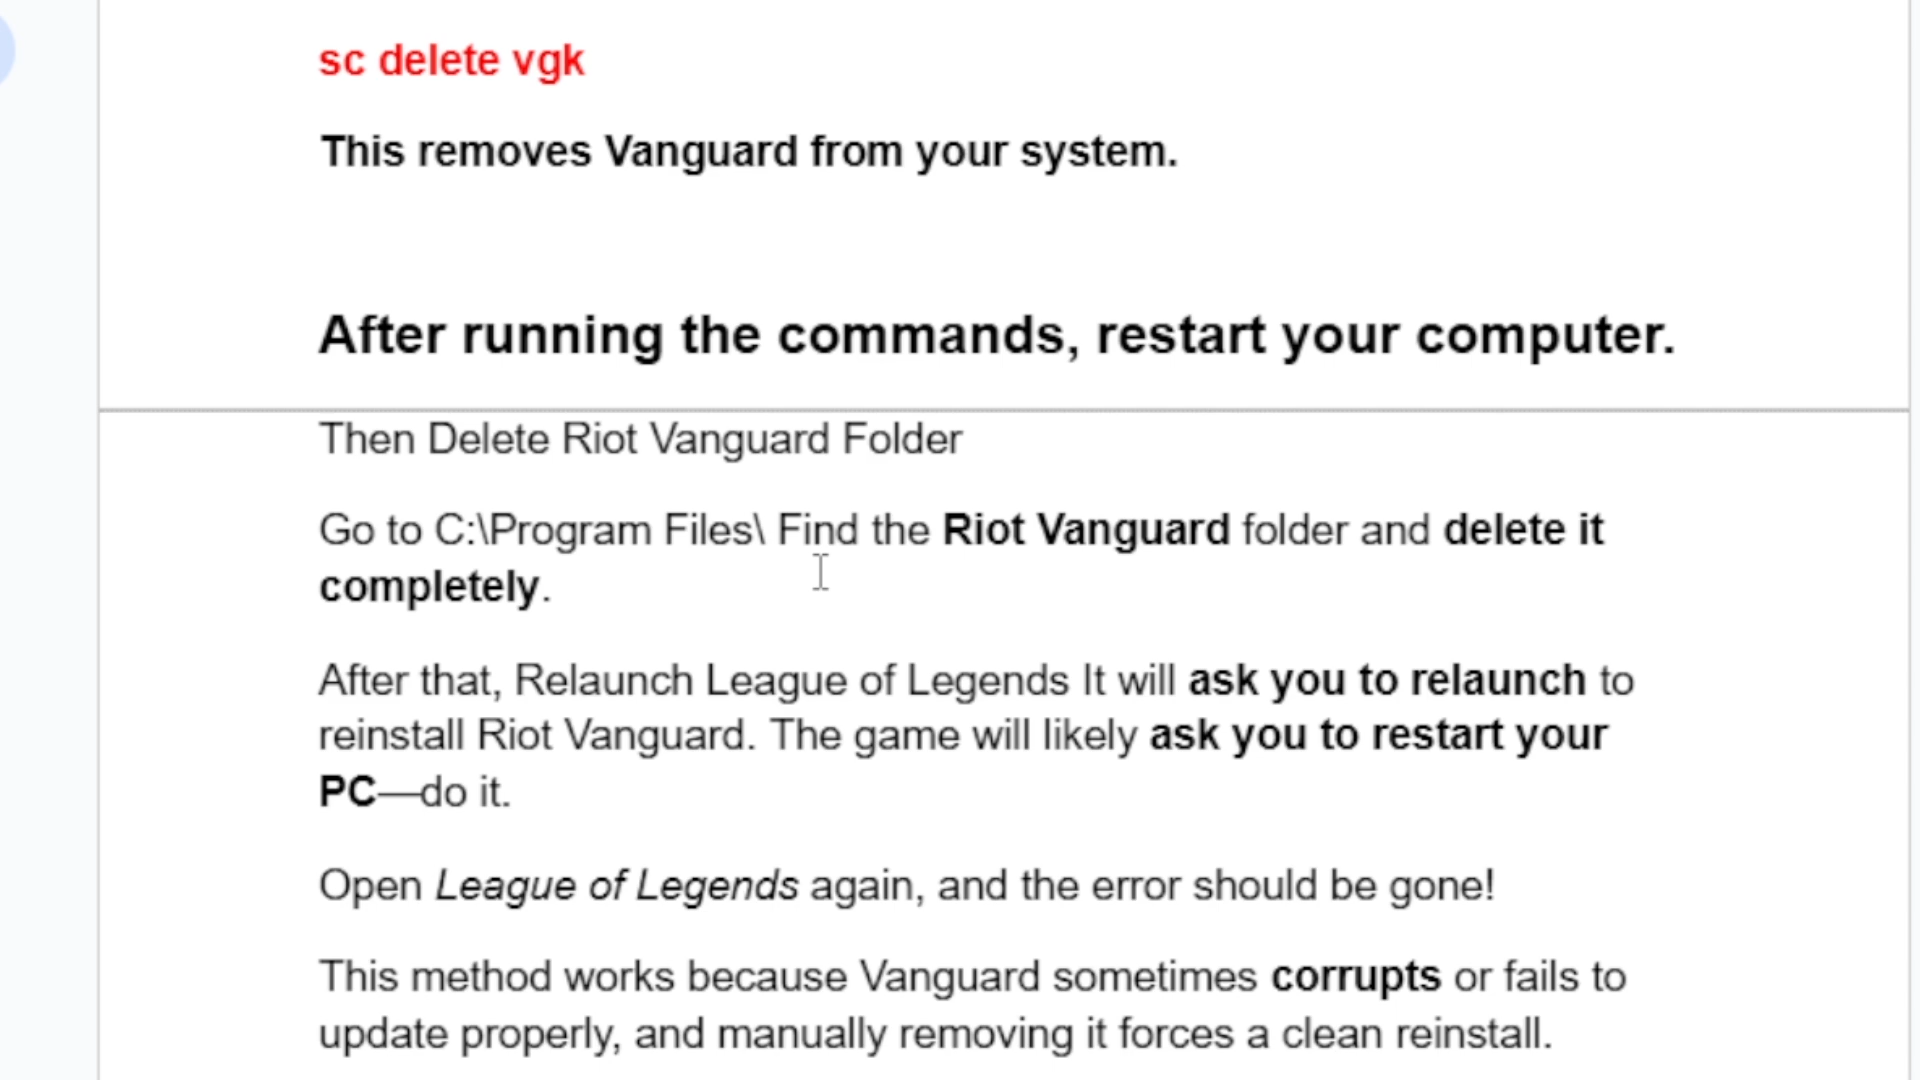 sc delete vgk
This removes Vanguard from your system.
After running the commands, restart your computer.
Then Delete Riot Vanguard Folder
Go to C:\Program Files\ Find the Riot Vanguard folder and delete it
completely.
After that, Relaunch League of Legends It will ask you to relaunch to
reinstall Riot Vanguard. The game will likely ask you to restart your
PC—do it.
Open League of Legends again, and the error should be gone!
This method works because Vanguard sometimes corrupts or fails to
update properly, and manually removing it forces a clean reinstall.